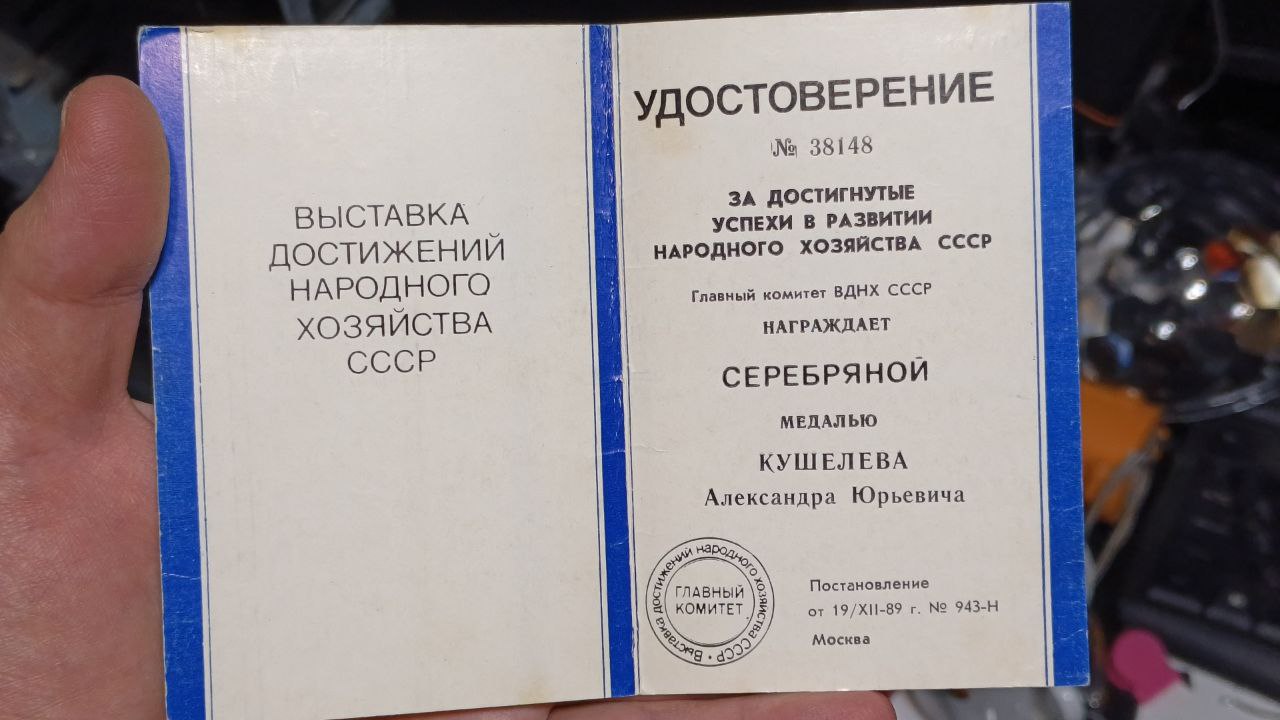 ВЫСТАВКА
ДОСТИЖЕНИЙ
НАРОДНОГО
ХОЗЯЙСТВА
СССР
УДОСТОВЕРЕНИЕ
№ 38148
ЗА ДОСТИГНУТЫЕ
УСПЕХИ В РАЗВИТИИ
НАРОДНОГО ХОЗЯЙСТВА СССР
Главный комитет ВДНХ СССР
НАГРАЖДАЕТ
СЕРЕБРЯНОЙ
МЕДАЛЬЮ
КУШЕЛЕВА
Александра Юрьевича
Выставка достижений народного хозяйства СССР •
ГЛАВНЫЙ
КОМИТЕТ
Постановление
от 19/XII-89 г. № 943-Н
Москва